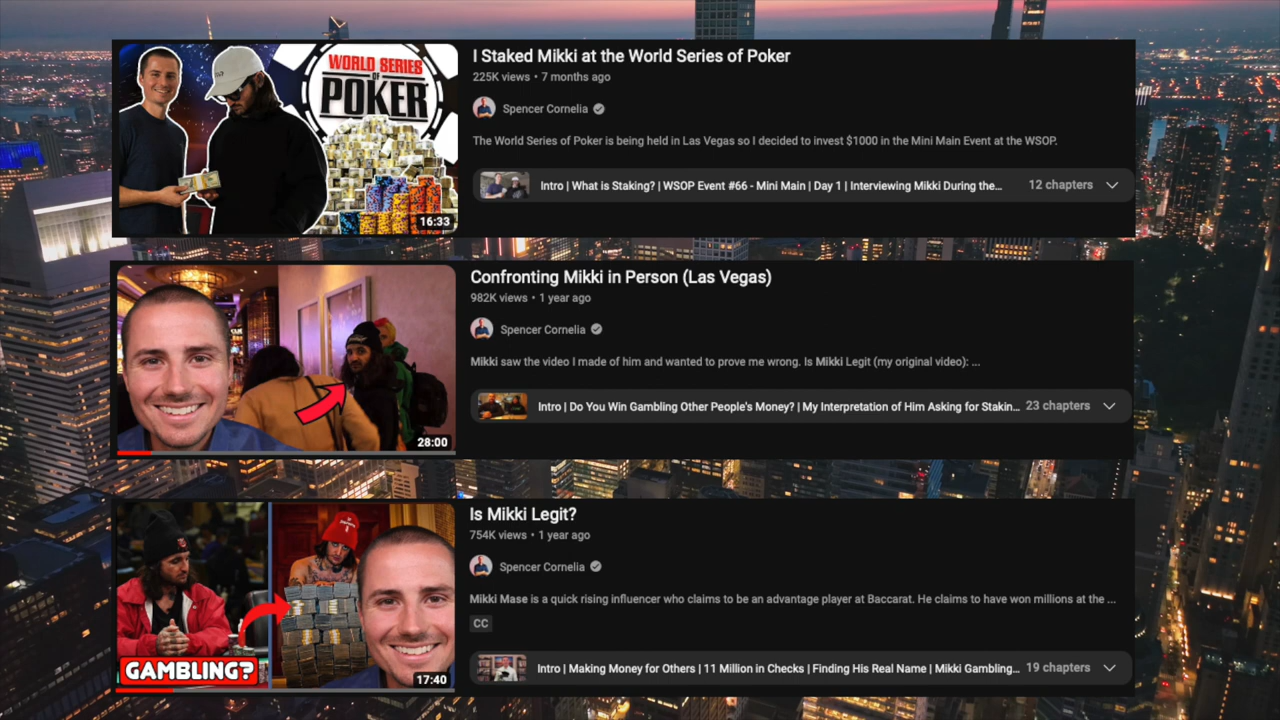 WORLD SERIES
OF
POKER
16:33
I Staked Mikki at the World Series of Poker
225K views • 7 months ago
Spencer Cornelia
The World Series of Poker is being held in Las Vegas so I decided to invest $1000 in the Mini Main Event at the WSOP.
Intro | What is Staking? | WSOP Event #66 - Mini Main | Day 1 | Interviewing Mikki During the...
12 chapters
28:00
Confronting Mikki in Person (Las Vegas)
982K views • 1 year ago
Spencer Cornelia
Mikki saw the video I made of him and wanted to prove me wrong. Is Mikki Legit (my original video): ...
Intro | Do You Win Gambling Other People's Money? | My Interpretation of Him Asking for Stakin...
23 chapters
GAMBLING?
17:40
Is Mikki Legit?
754K views • 1 year ago
Spencer Cornelia
Mikki Mase is a quick rising influencer who claims to be an advantage player at Baccarat. He claims to have won millions at the ...
CC
Intro | Making Money for Others | 11 Million in Checks | Finding His Real Name | Mikki Gambling...
19 chapters